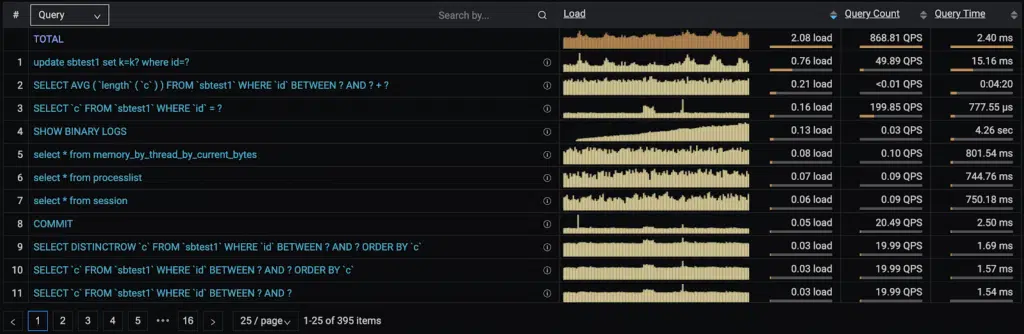 # Query Search by... Load Query Count Query Time
TOTAL 2.08 load 868.81 QPS 2.40 ms
1 update sbtest1 set k=k? where id=? 0.76 load 49.89 QPS 15.16 ms
2 SELECT AVG ( `length` ( `c` ) ) FROM `sbtest1` WHERE `id` BETWEEN ? AND ? + ? 0.21 load <0.01 QPS 0:04:20
3 SELECT `c` FROM `sbtest1` WHERE `id` = ? 0.16 load 199.85 QPS 777.55 µs
4 SHOW BINARY LOGS 0.13 load 0.03 QPS 4.26 sec
5 select * from memory_by_thread_by_current_bytes 0.08 load 0.10 QPS 801.54 ms
6 select * from processlist 0.07 load 0.09 QPS 744.76 ms
7 select * from session 0.06 load 0.09 QPS 750.18 ms
8 COMMIT 0.05 load 20.49 QPS 2.50 ms
9 SELECT DISTINCTROW `c` FROM `sbtest1` WHERE `id` BETWEEN ? AND ? ORDER BY `c` 0.03 load 19.99 QPS 1.69 ms
10 SELECT `c` FROM `sbtest1` WHERE `id` BETWEEN ? AND ? ORDER BY `c` 0.03 load 19.99 QPS 1.57 ms
11 SELECT `c` FROM `sbtest1` WHERE `id` BETWEEN ? AND ? 0.03 load 19.99 QPS 1.54 ms
< 1 2 3 4 5 ••• 16 > 25 / page 1-25 of 395 items